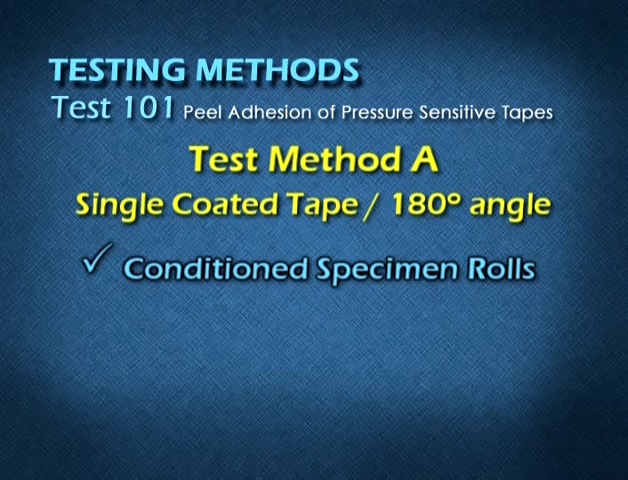 TESTING METHODS
Test 101 Peel Adhesion of Pressure Sensitive Tapes
Test Method A
Single Coated Tape / 180° angle
✓ Conditioned Specimen Rolls